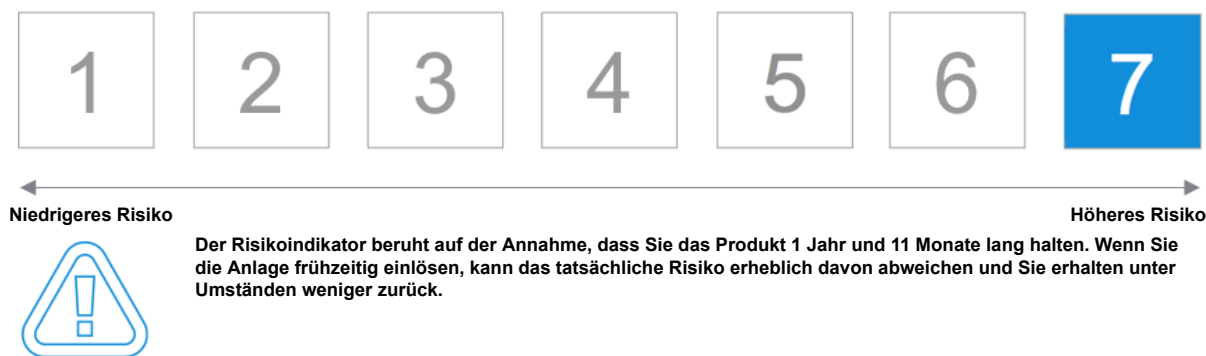 1 2 3 4 5 6 7
Niedrigeres Risiko Höheres Risiko
Der Risikoindikator beruht auf der Annahme, dass Sie das Produkt 1 Jahr und 11 Monate lang halten. Wenn Sie
die Anlage frühzeitig einlösen, kann das tatsächliche Risiko erheblich davon abweichen und Sie erhalten unter
Umständen weniger zurück.